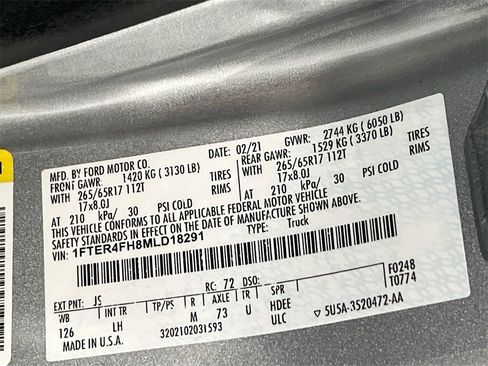 MFD. BY FORD MOTOR CO.
DATE: 02/21 GVWR: 2744 KG ( 6050 LB)
FRONT GAWR: 1420 KG ( 3130 LB) REAR GAWR: 1529 KG ( 3370 LB)
WITH 265/65R17 112T TIRES 265/65R17 112T TIRES
17x8.0J RIMS 17x8.0J RIMS
AT 210 kPa/ 30 PSI COLD AT 210 kPa/ 30 PSI COLD
THIS VEHICLE CONFORMS TO ALL APPLICABLE FEDERAL MOTOR VEHICLE
SAFETY STANDARDS IN EFFECT ON THE DATE OF MANUFACTURE SHOWN ABOVE.
VIN: 1FTER4FH8MLD18291 TYPE: Truck
EXT PNT: JS RC: 72 DSO: F0248
WB INT TR TP/PS R AXLE TR SPR T0774
126 LH M 73 U HDEE
ULC 5U5A-3520472-AA
MADE IN U.S.A. 3202102031593